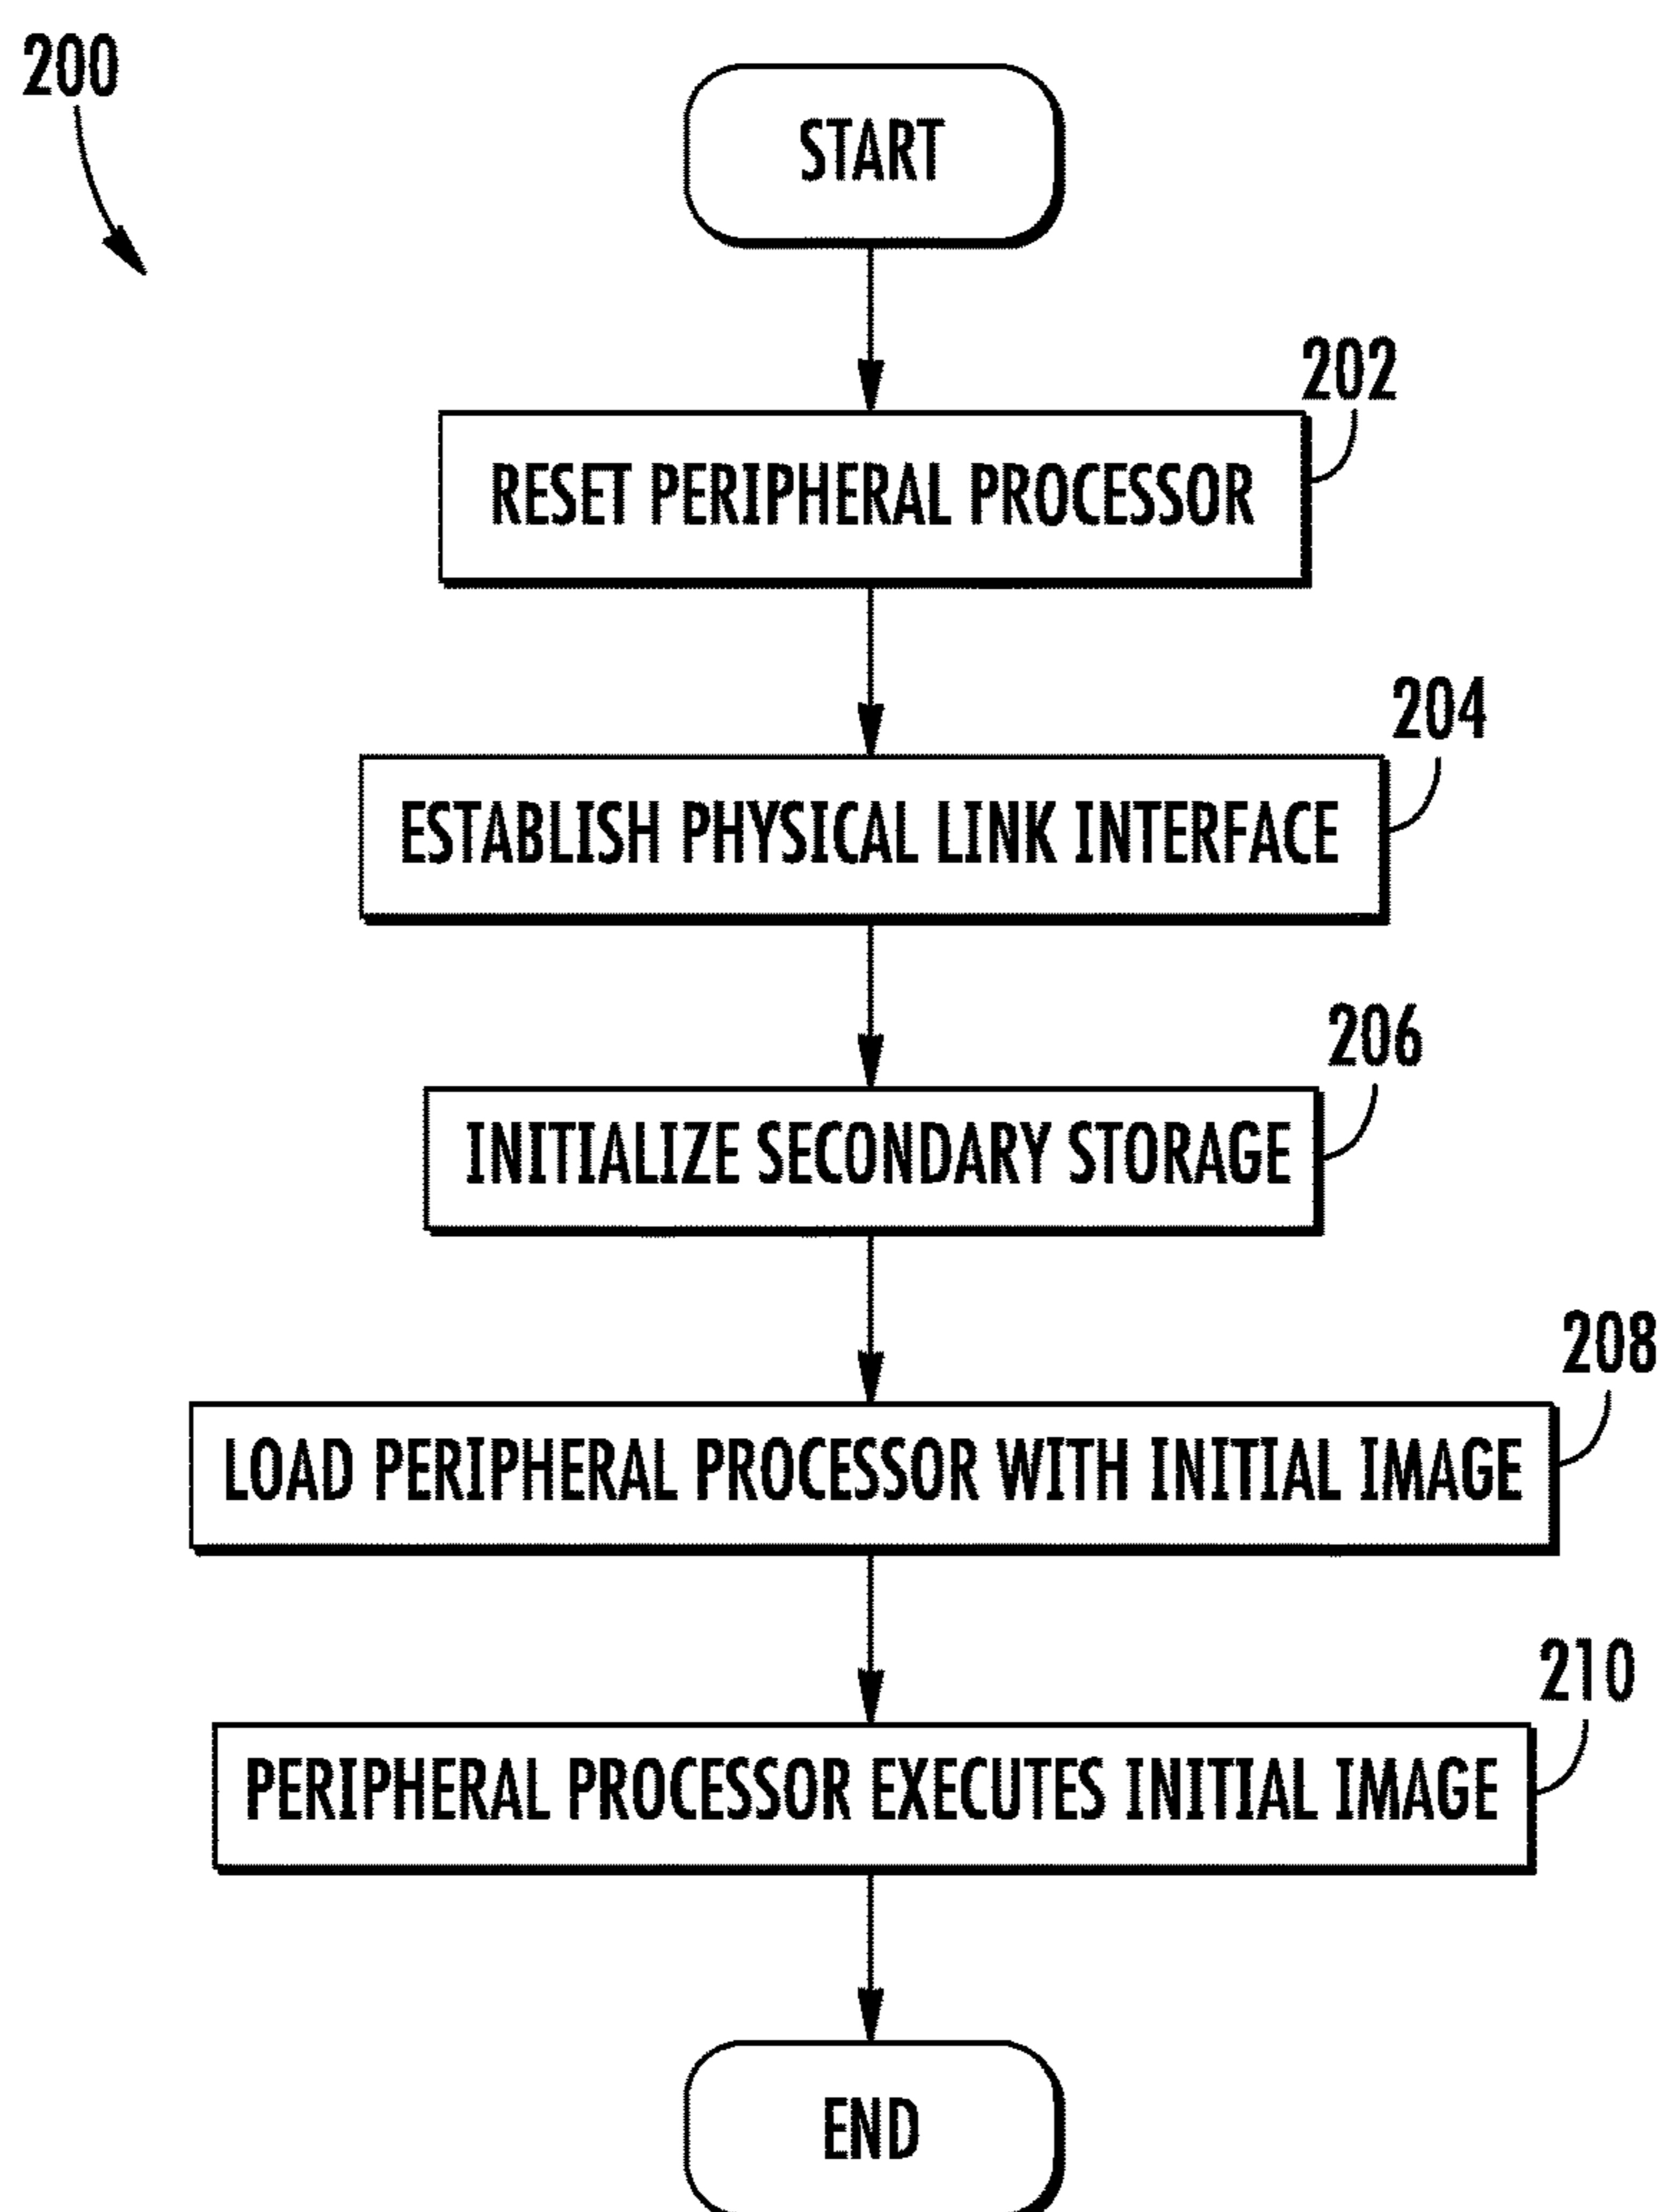 200
START
202
RESET PERIPHERAL PROCESSOR
204
ESTABLISH PHYSICAL LINK INTERFACE
206
INITIALIZE SECONDARY STORAGE
208
LOAD PERIPHERAL PROCESSOR WITH INITIAL IMAGE
210
PERIPHERAL PROCESSOR EXECUTES INITIAL IMAGE
END